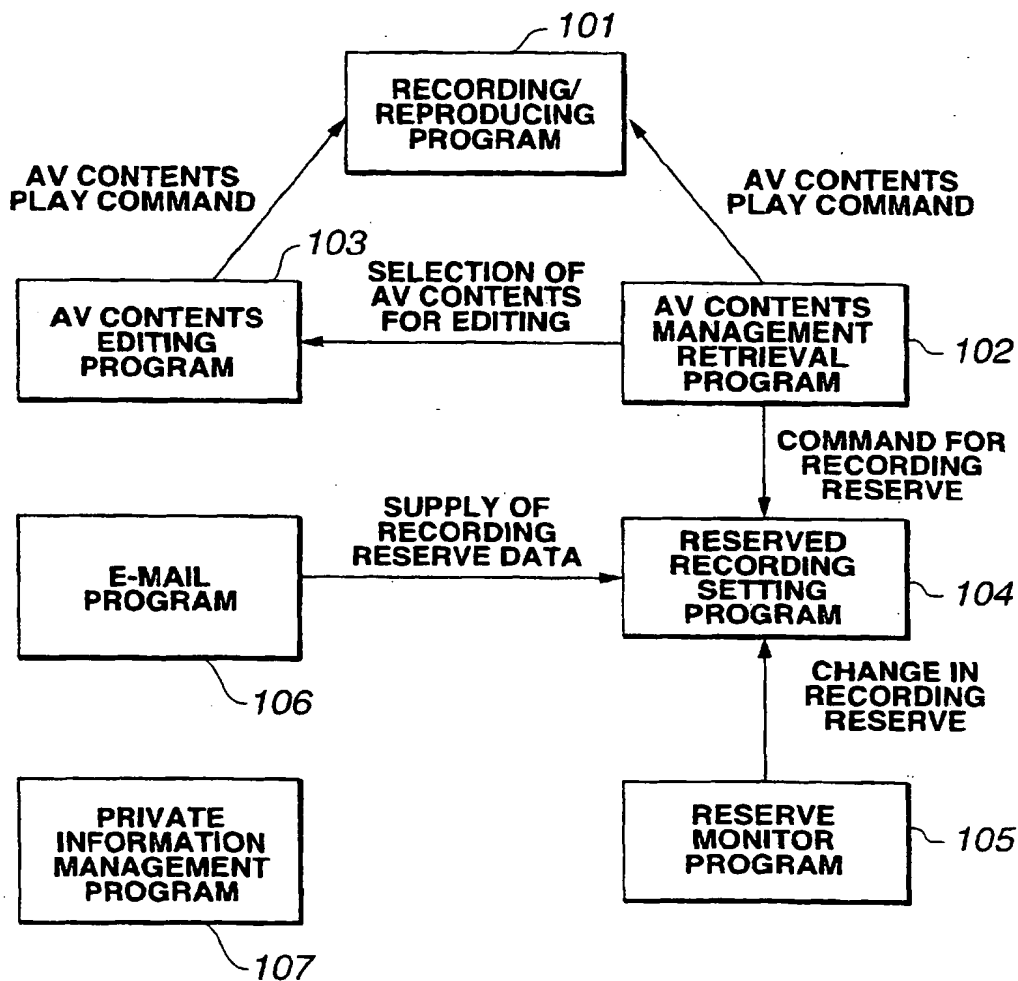 101
RECORDING/
REPRODUCING
PROGRAM
AV CONTENTS
PLAY COMMAND
AV CONTENTS
PLAY COMMAND
103
SELECTION OF
AV CONTENTS
FOR EDITING
AV CONTENTS
EDITING
PROGRAM
AV CONTENTS
MANAGEMENT
RETRIEVAL
PROGRAM
102
COMMAND FOR
RECORDING
RESERVE
SUPPLY OF
RECORDING
RESERVE DATA
E-MAIL
PROGRAM
106
RESERVED
RECORDING
SETTING
PROGRAM
104
CHANGE IN
RECORDING
RESERVE
PRIVATE
INFORMATION
MANAGEMENT
PROGRAM
107
RESERVE
MONITOR
PROGRAM
105